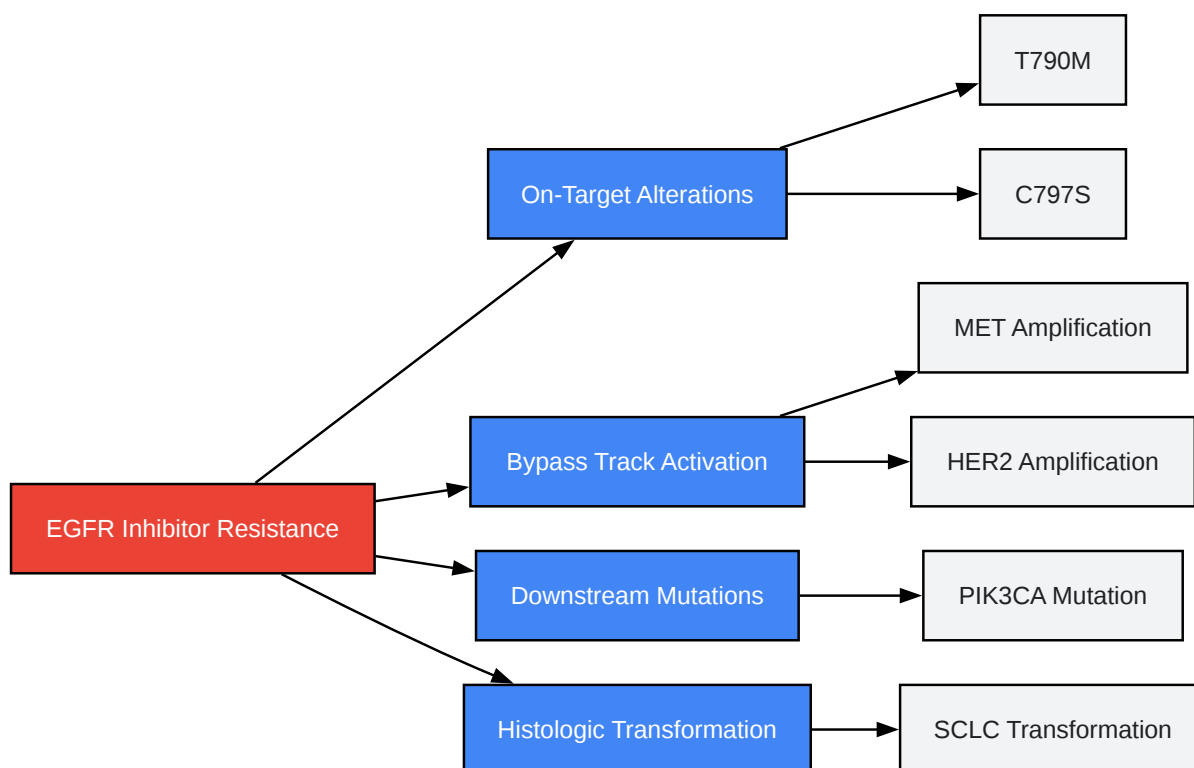 EGFR Inhibitor Resistance
On-Target Alterations
T790M
C797S
Bypass Track Activation
MET Amplification
HER2 Amplification
Downstream Mutations
PIK3CA Mutation
Histologic Transformation
SCLC Transformation